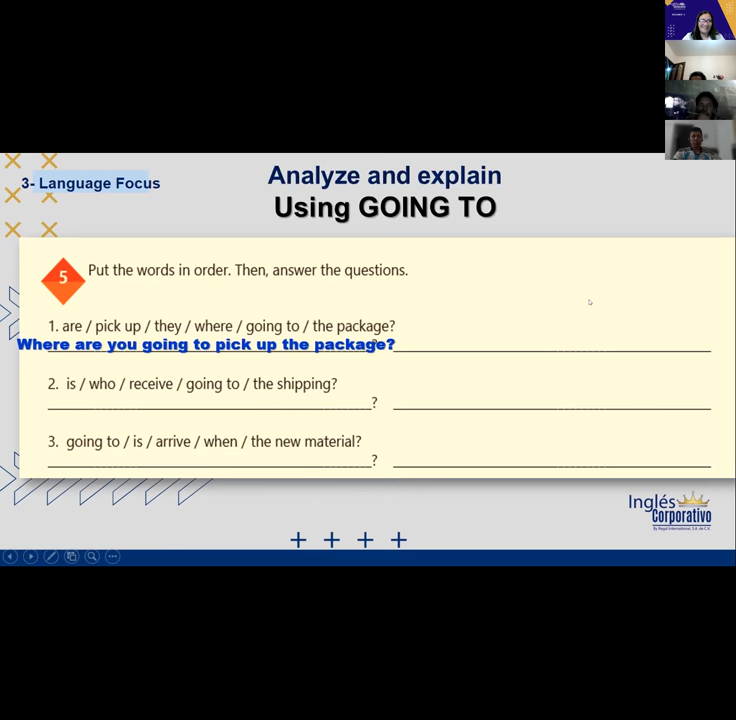 3- Language Focus
Analyze and explain
Using GOING TO
5
Put the words in order. Then, answer the questions.
1. are / pick up / they / where / going to / the package?
Where are you going to pick up the package?
2. is / who / receive / going to / the shipping?
?
3. going to / is / arrive / when / the new material?
?
Inglés
Corporativo
By Regal International, S.A. de C.V.